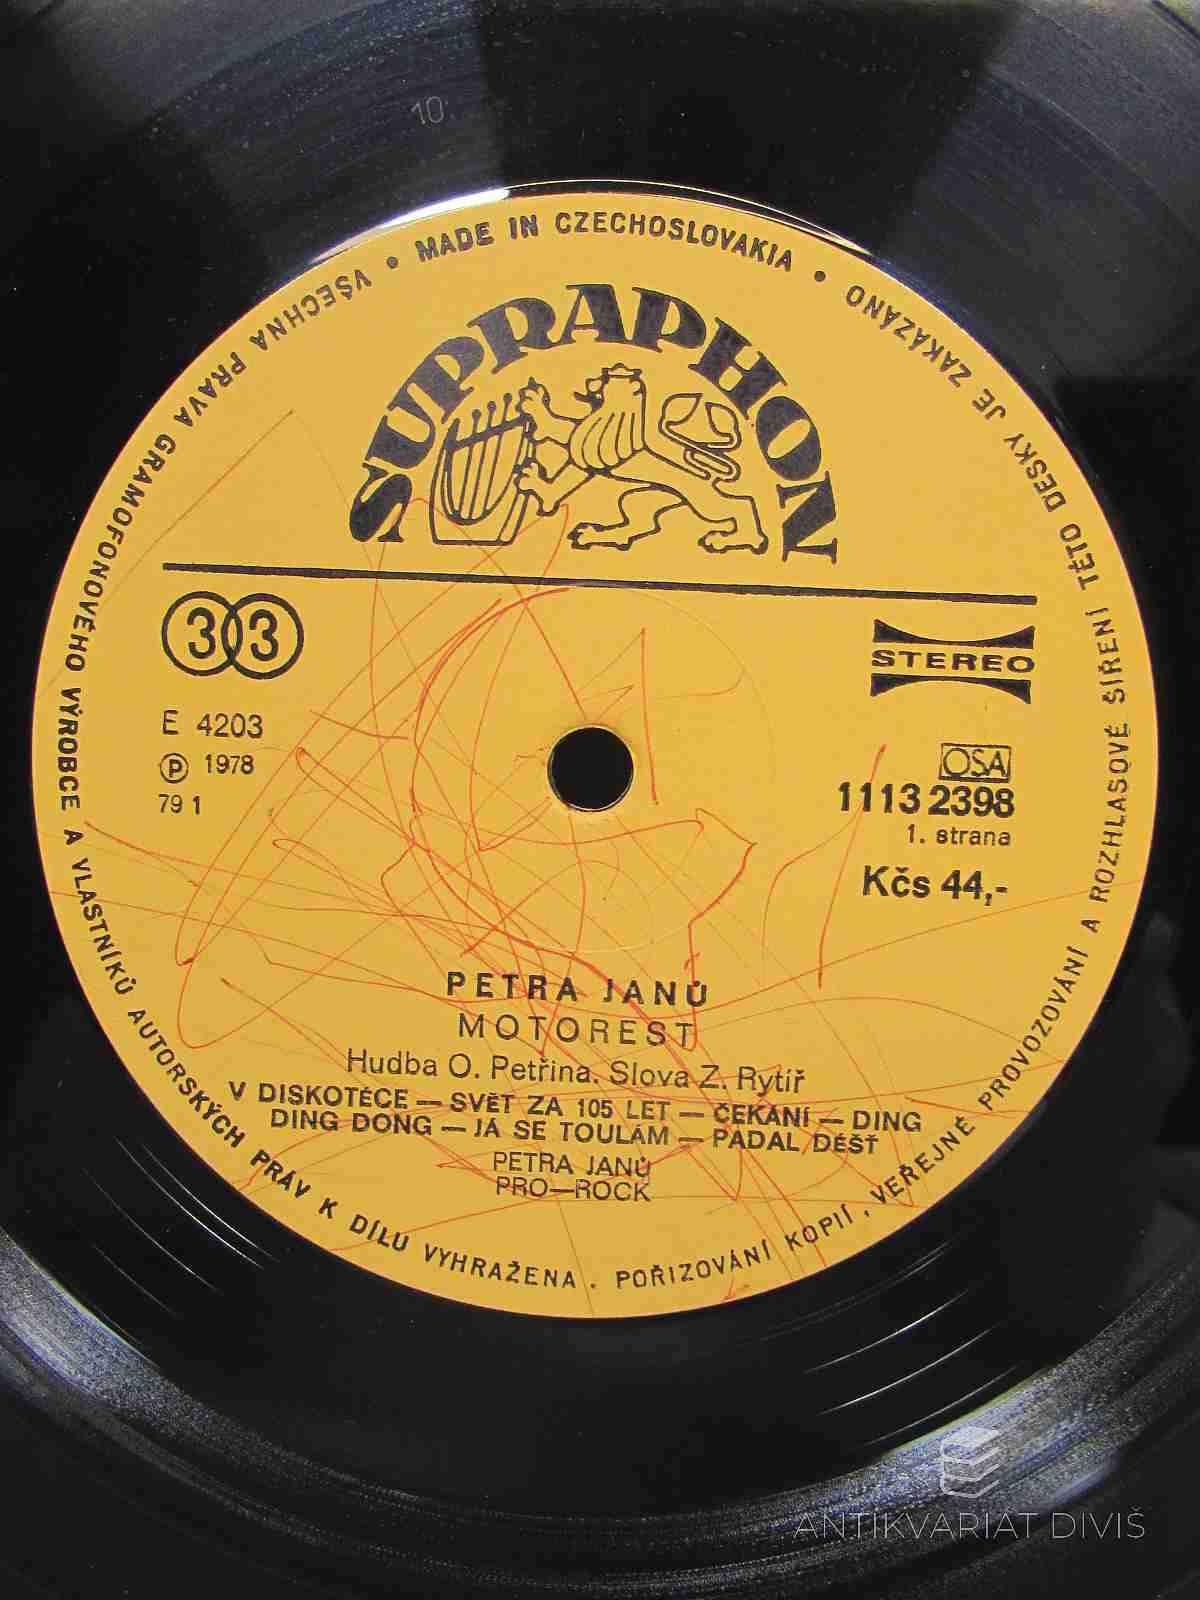 10
MADE IN CZECHOSLOVAKIA • VŠECHNA PRÁVA GRAMOFONOVÉHO VÝROBCE A VLASTNÍKŮ AUTORSKÝCH PRÁV K DÍLU VYHRAŽENA . POŘIZOVÁNÍ KOPIÍ, VEŘEJNÉ PROVOZOVÁNÍ A ROZHLASOVÉ ŠÍŘENÍ TÉTO DESKY JE ZAKÁZÁNO •
SUPRAPHON
33
STEREO
E 4203
Ⓟ 1978
79 1
OSA
1113 2398
1. strana
Kčs 44,-
PETRA JANŮ
MOTOREST
Hudba O. Petřina. Slova Z. Rytíř
V DISKOTÉCE — SVĚT ZA 105 LET — ČEKÁNÍ — DING
DING DONG — JÁ SE TOULÁM — PADAL DÉŠŤ
PETRA JANŮ
PRO—ROCK
ANTIKVARIÁT DIVIŠ